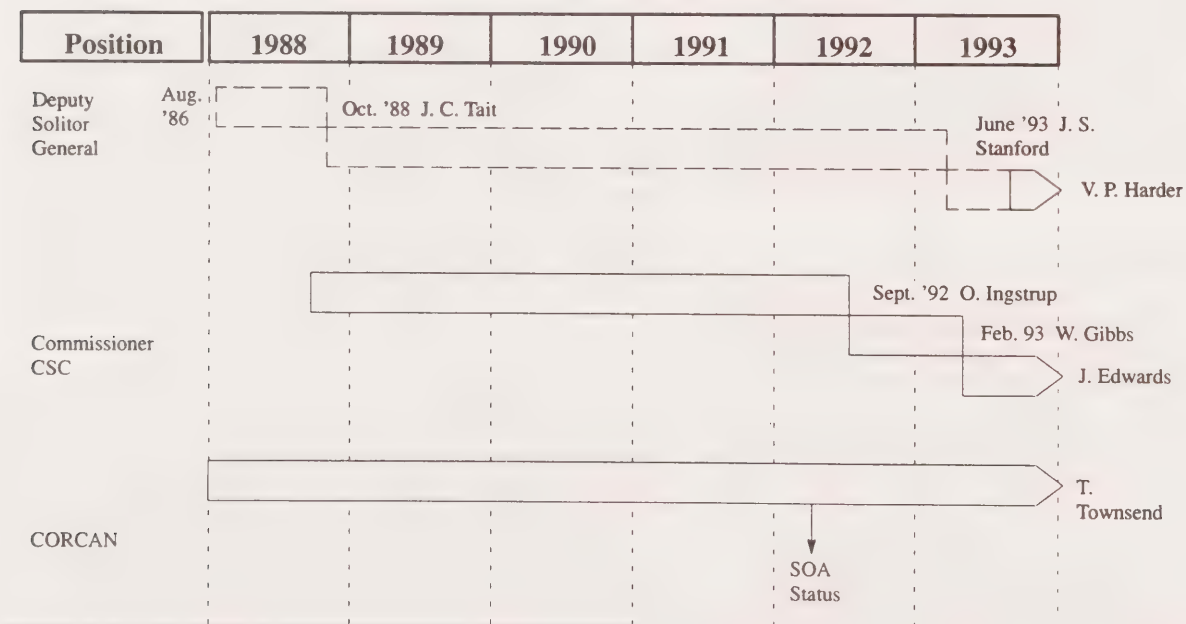 Position 1988 1989 1990 1991 1992 1993
Deputy
Solitor
General
Aug.
'86
Oct. '88 J. C. Tait
June '93 J. S.
Stanford
V. P. Harder
Commissioner
CSC
Sept. '92 O. Ingstrup
Feb. 93 W. Gibbs
J. Edwards
CORCAN
T.
Townsend
SOA
Status